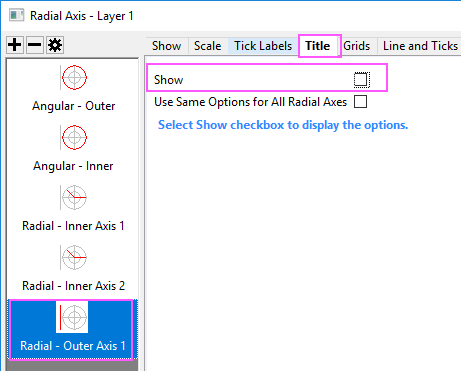 Radial Axis - Layer 1
Show Scale Tick Labels Title Grids Line and Ticks
Show
Use Same Options for All Radial Axes
Select Show checkbox to display the options.
Angular - Outer
Angular - Inner
Radial - Inner Axis 1
Radial - Inner Axis 2
Radial - Outer Axis 1